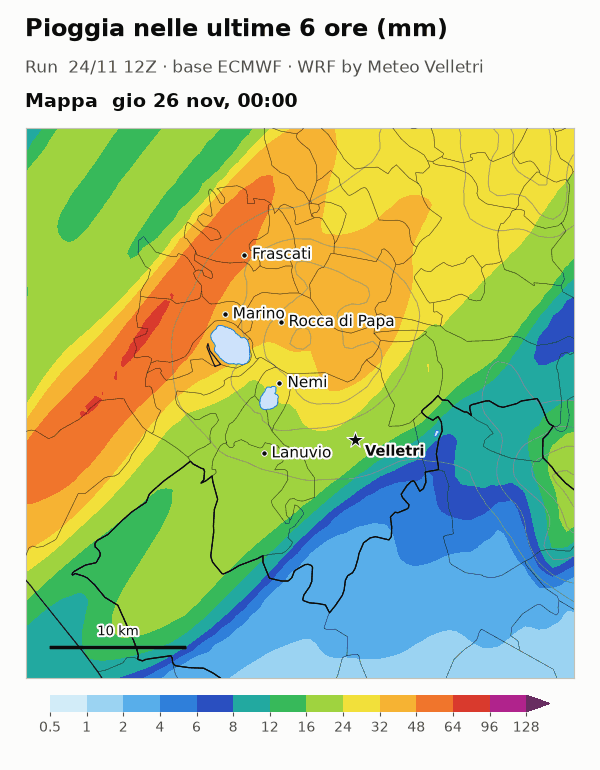 Pioggia nelle ultime 6 ore (mm)
Run  24/11 12Z · base ECMWF · WRF by Meteo Velletri
Mappa  gio 26 nov, 00:00
Frascati
Marino
Rocca di Papa
Nemi
Velletri
Lanuvio
10 km
0.5 1 2 4 6 8 12 16 24 32 48 64 96 128